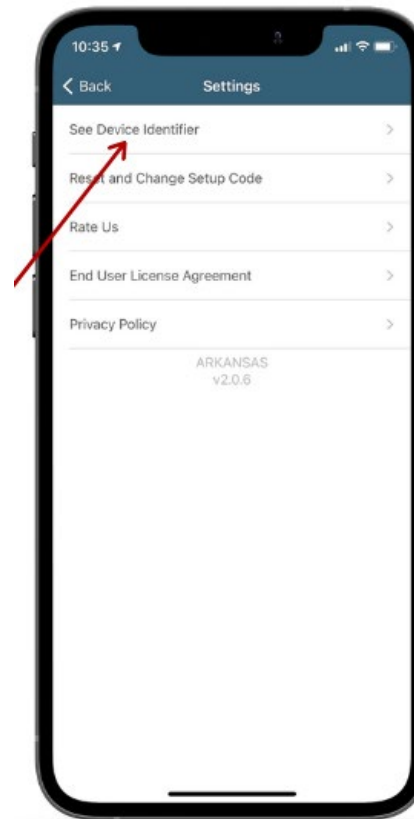 10:35
Back
Settings
See Device Identifier
Reset and Change Setup Code
Rate Us
End User License Agreement
Privacy Policy
ARKANSAS
v2.0.6